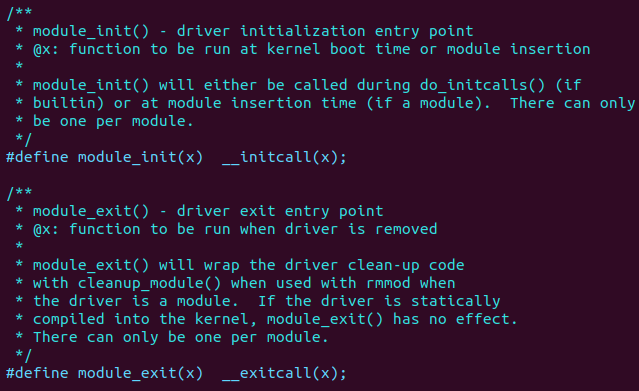 /**
 * module_init() - driver initialization entry point
 * @x: function to be run at kernel boot time or module insertion
 *
 * module_init() will either be called during do_initcalls() (if
 * builtin) or at module insertion time (if a module).  There can only
 * be one per module.
 */
#define module_init(x)  __initcall(x);

/**
 * module_exit() - driver exit entry point
 * @x: function to be run when driver is removed
 *
 * module_exit() will wrap the driver clean-up code
 * with cleanup_module() when used with rmmod when
 * the driver is a module.  If the driver is statically
 * compiled into the kernel, module_exit() has no effect.
 * There can only be one per module.
 */
#define module_exit(x)  __exitcall(x);